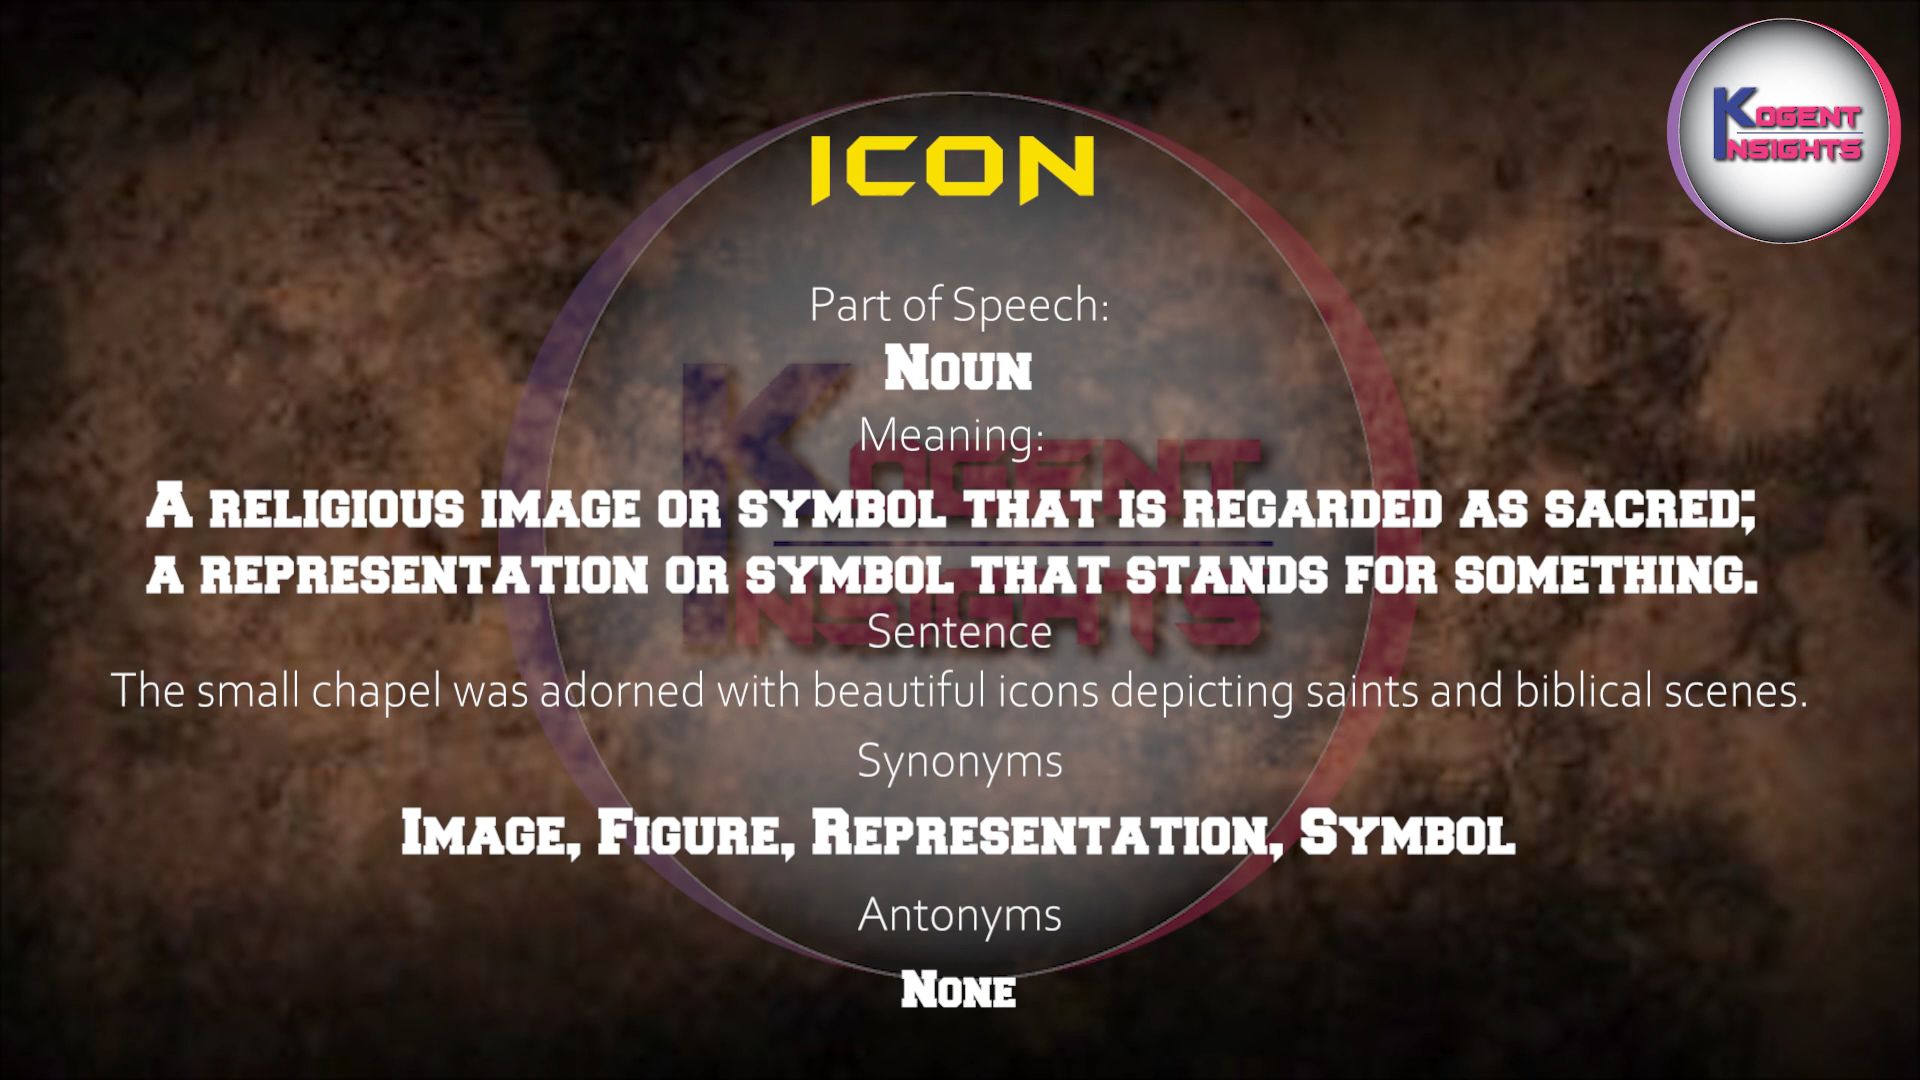 KOGENT
INSIGHTS
ICON
Part of Speech:
NOUN
Meaning:
A RELIGIOUS IMAGE OR SYMBOL THAT IS REGARDED AS SACRED;
A REPRESENTATION OR SYMBOL THAT STANDS FOR SOMETHING.
Sentence
The small chapel was adorned with beautiful icons depicting saints and biblical scenes.
Synonyms
IMAGE, FIGURE, REPRESENTATION, SYMBOL
Antonyms
NONE
KOGENT
INSIGHTS